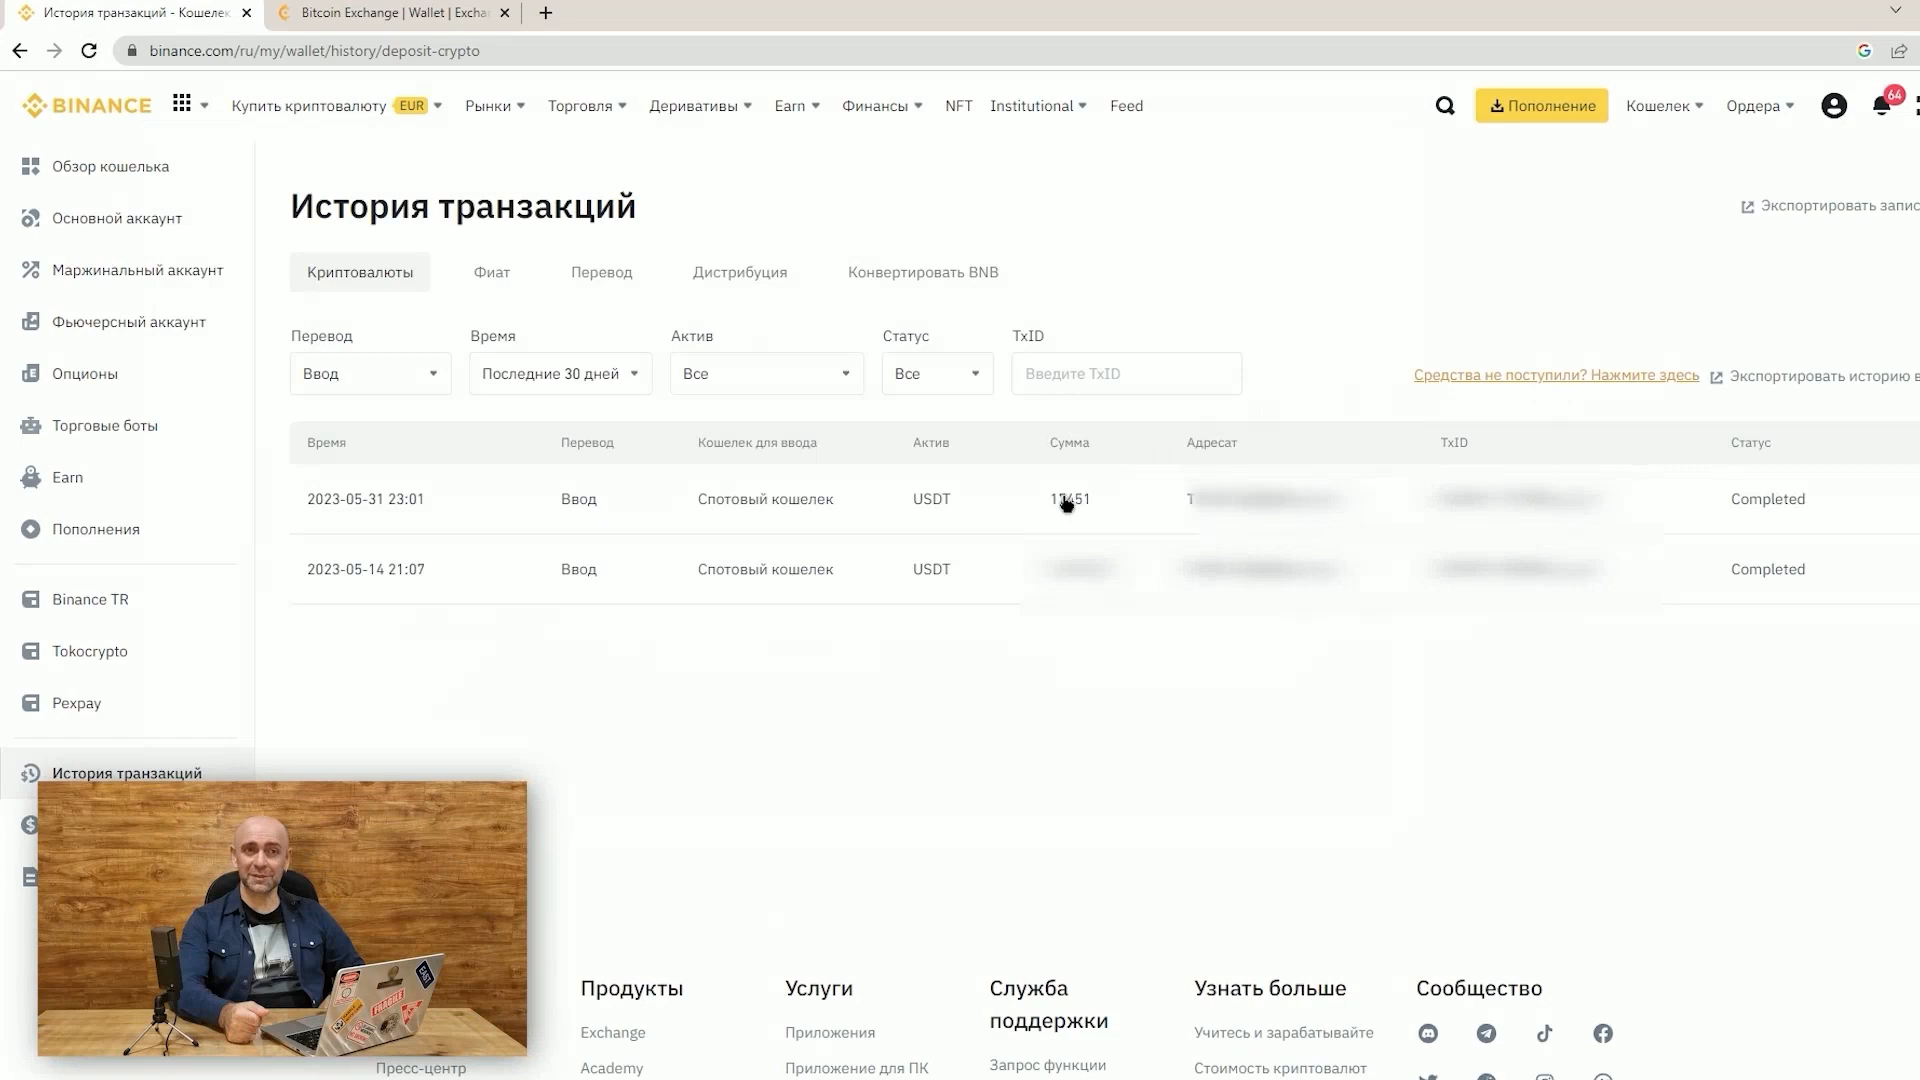 История транзакций - Кошелек
Bitcoin Exchange | Wallet | Excha
binance.com/ru/my/wallet/history/deposit-crypto
BINANCE
Купить криптовалюту EUR
Рынки
Торговля
Деривативы
Earn
Финансы
NFT
Institutional
Feed
Пополнение
Кошелек
Ордера
64
Обзор кошелька
Основной аккаунт
Маржинальный аккаунт
Фьючерсный аккаунт
Опционы
Торговые боты
Earn
Пополнения
Binance TR
Tokocrypto
Pexpay
История транзакций
История транзакций
Экспортировать запис
Криптовалюты
Фиат
Перевод
Дистрибуция
Конвертировать BNB
Перевод
Время
Актив
Статус
TxID
Ввод
Последние 30 дней
Все
Все
Введите TxID
Средства не поступили? Нажмите здесь
Экспортировать историю в
Время Перевод Кошелек для ввода Актив Сумма Адресат TxID Статус
2023-05-31 23:01 Ввод Спотовый кошелек USDT T Completed
2023-05-14 21:07 Ввод Спотовый кошелек USDT Completed
FRAGILE
EAST
Пресс-центр
Продукты
Exchange
Academy
Услуги
Приложения
Приложение для ПК
Служба
поддержки
Запрос функции
Узнать больше
Учитесь и зарабатывайте
Стоимость криптовалют
Сообщество